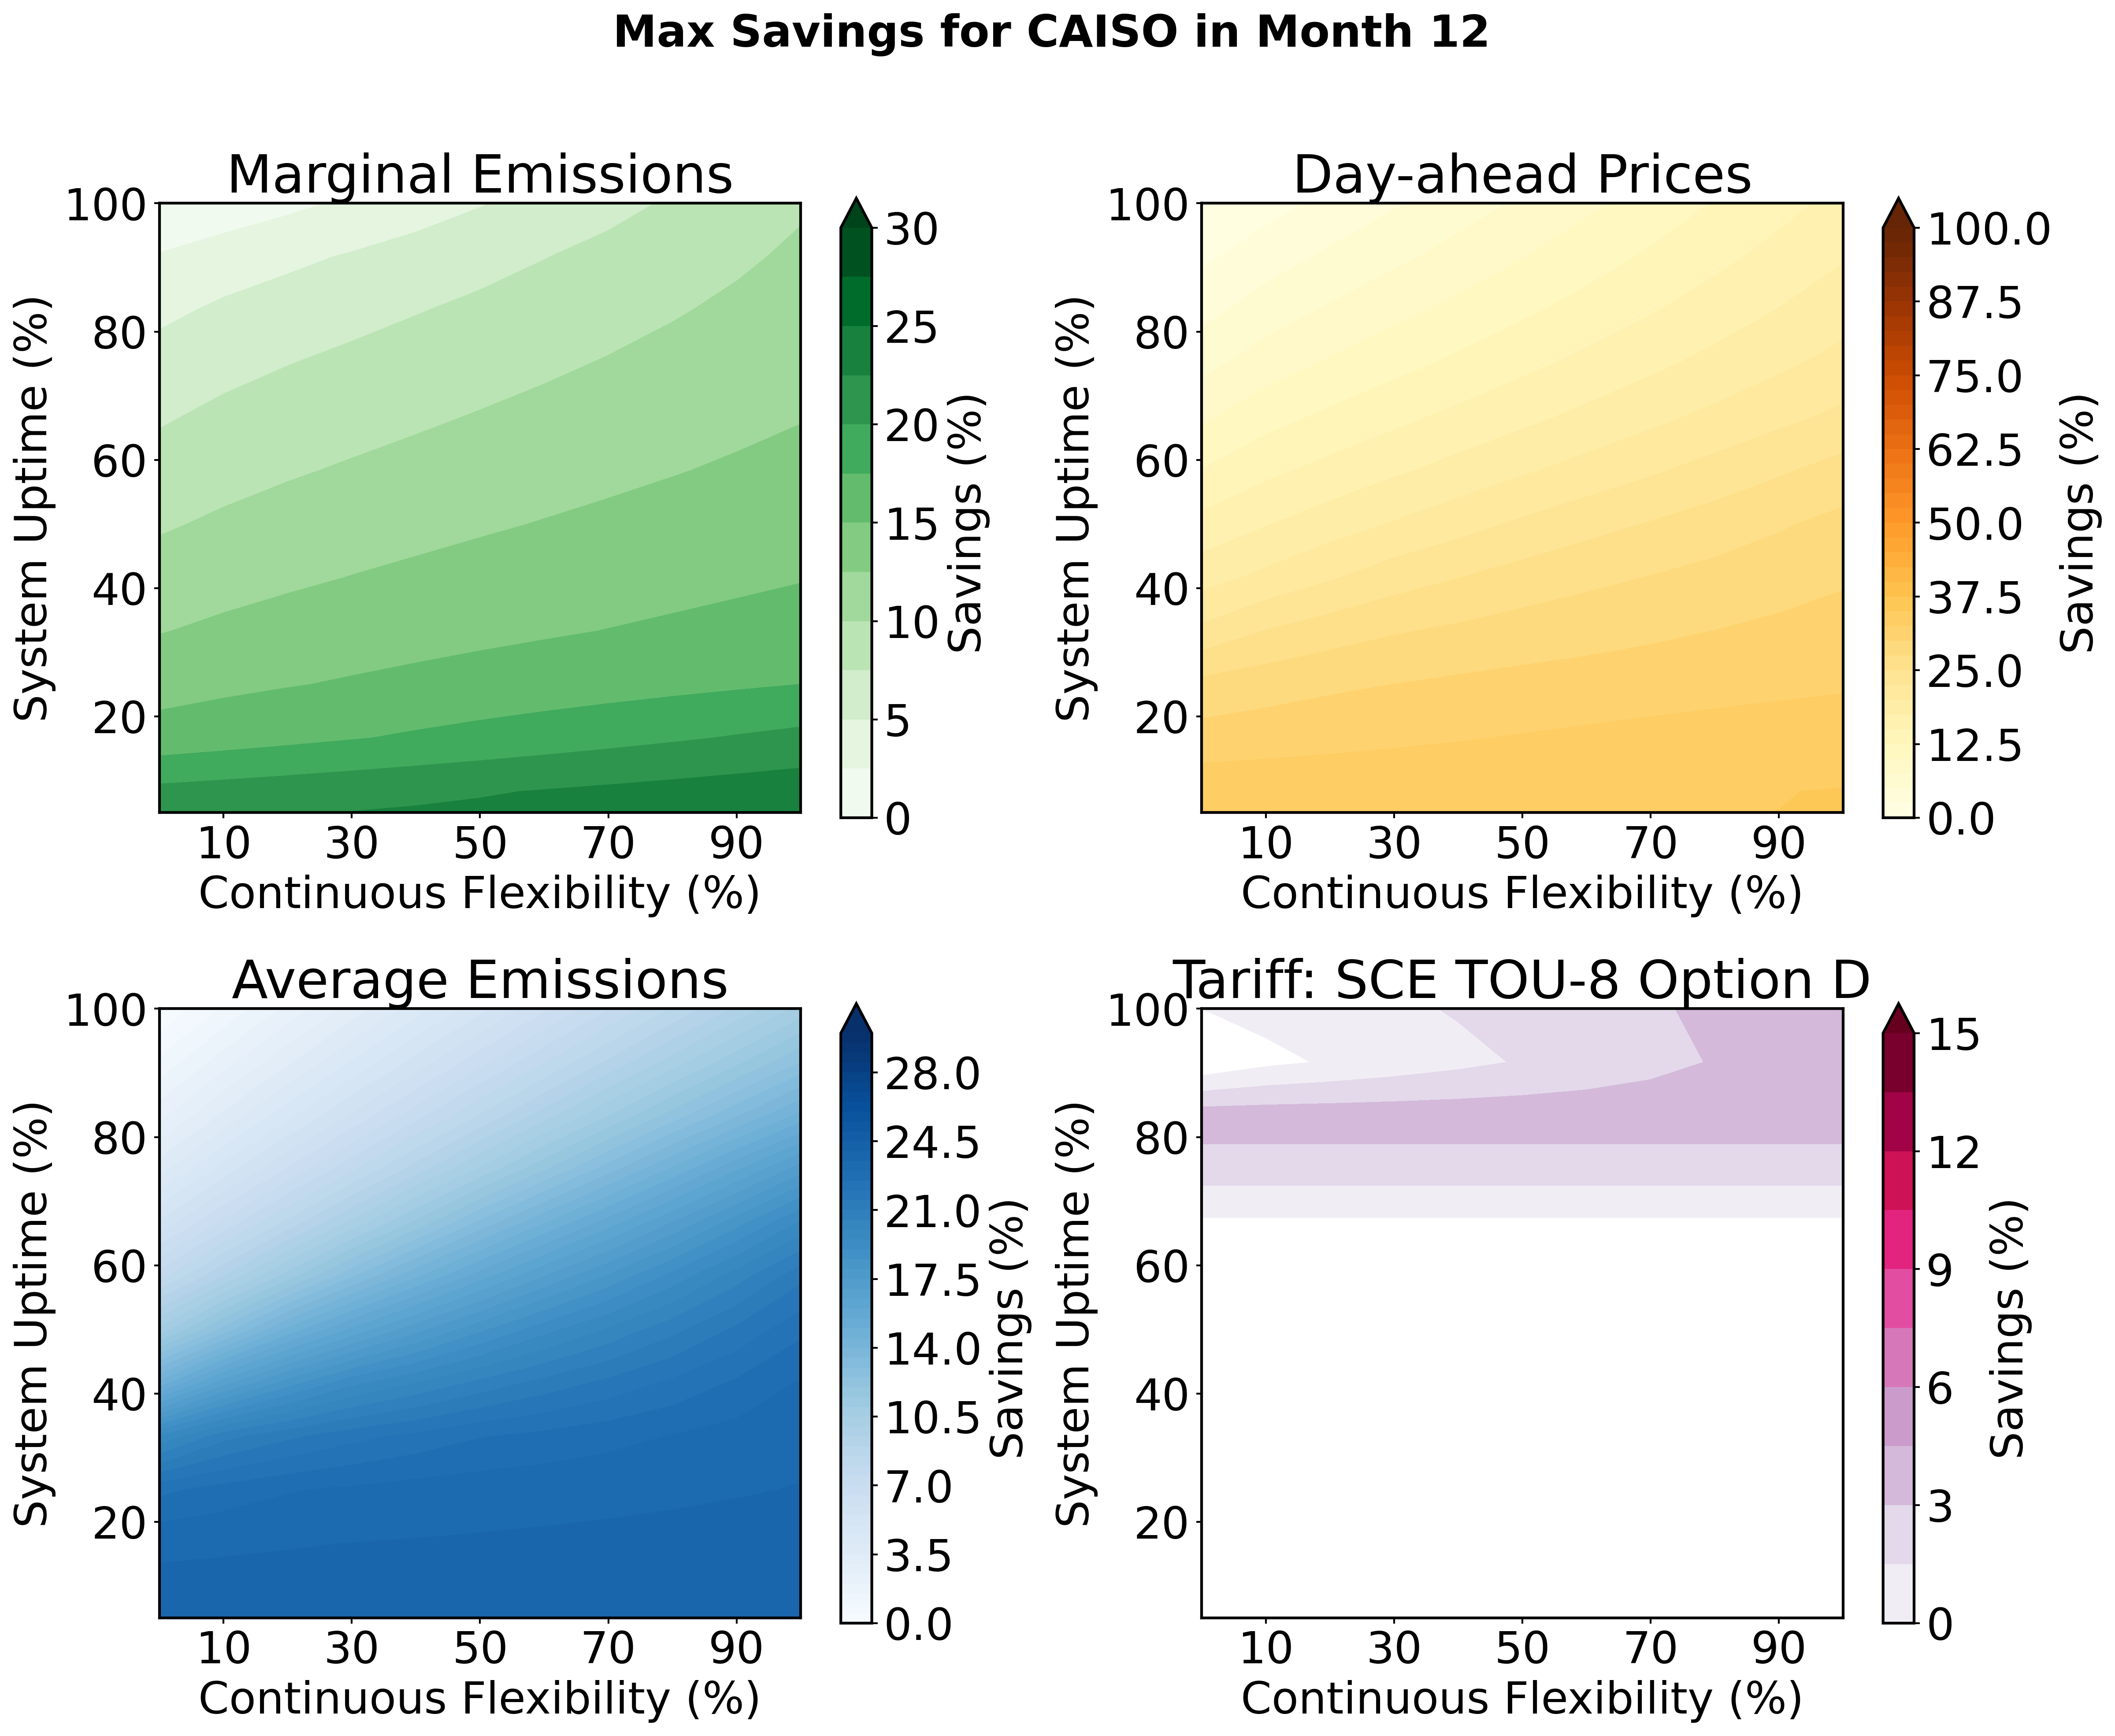 Max Savings for CAISO in Month 12
Marginal Emissions
System Uptime (%)
100
80
60
40
20
10 30 50 70 90
Continuous Flexibility (%)
30
25
20
15
10
5
0
Savings (%)
Day-ahead Prices
System Uptime (%)
100
80
60
40
20
10 30 50 70 90
Continuous Flexibility (%)
100.0
87.5
75.0
62.5
50.0
37.5
25.0
12.5
0.0
Savings (%)
Average Emissions
System Uptime (%)
100
80
60
40
20
10 30 50 70 90
Continuous Flexibility (%)
28.0
24.5
21.0
17.5
14.0
10.5
7.0
3.5
0.0
Savings (%)
Tariff: SCE TOU-8 Option D
System Uptime (%)
100
80
60
40
20
10 30 50 70 90
Continuous Flexibility (%)
15
12
9
6
3
0
Savings (%)